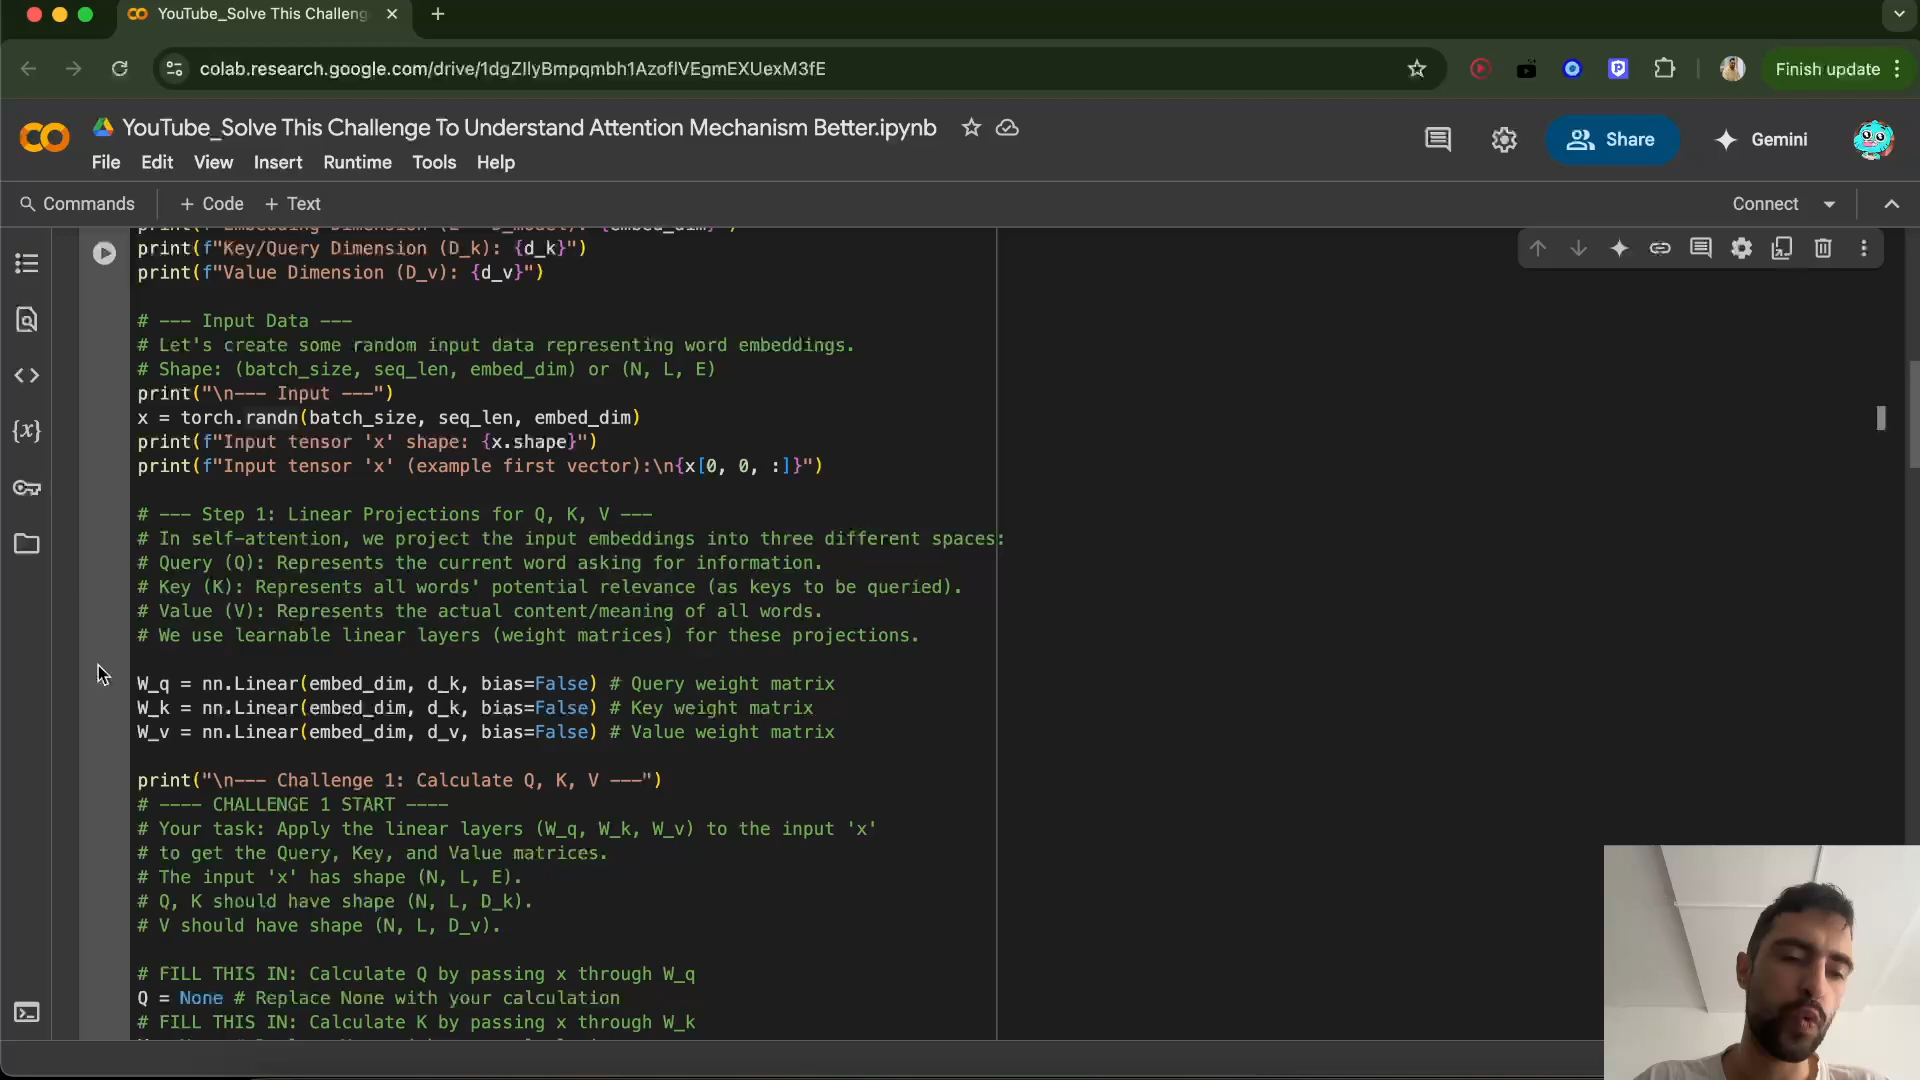 YouTube_Solve This Challeng
colab.research.google.com/drive/1dgZIlyBmpqmbh1AzoflVEgmEXUexM3fE
Finish update
YouTube_Solve This Challenge To Understand Attention Mechanism Better.ipynb
File Edit View Insert Runtime Tools Help
Share
Gemini
Commands + Code + Text
Connect
print(f"Embedding Dimension (E = D_model): {embed_dim}")
print(f"Key/Query Dimension (D_k): {d_k}")
print(f"Value Dimension (D_v): {d_v}")
# --- Input Data ---
# Let's create some random input data representing word embeddings.
# Shape: (batch_size, seq_len, embed_dim) or (N, L, E)
print("\n--- Input ---")
x = torch.randn(batch_size, seq_len, embed_dim)
print(f"Input tensor 'x' shape: {x.shape}")
print(f"Input tensor 'x' (example first vector):\n{x[0, 0, :]}")
# --- Step 1: Linear Projections for Q, K, V ---
# In self-attention, we project the input embeddings into three different spaces:
# Query (Q): Represents the current word asking for information.
# Key (K): Represents all words' potential relevance (as keys to be queried).
# Value (V): Represents the actual content/meaning of all words.
# We use learnable linear layers (weight matrices) for these projections.
W_q = nn.Linear(embed_dim, d_k, bias=False) # Query weight matrix
W_k = nn.Linear(embed_dim, d_k, bias=False) # Key weight matrix
W_v = nn.Linear(embed_dim, d_v, bias=False) # Value weight matrix
print("\n--- Challenge 1: Calculate Q, K, V ---")
# ---- CHALLENGE 1 START ----
# Your task: Apply the linear layers (W_q, W_k, W_v) to the input 'x'
# to get the Query, Key, and Value matrices.
# The input 'x' has shape (N, L, E).
# Q, K should have shape (N, L, D_k).
# V should have shape (N, L, D_v).
# FILL THIS IN: Calculate Q by passing x through W_q
Q = None # Replace None with your calculation
# FILL THIS IN: Calculate K by passing x through W_k